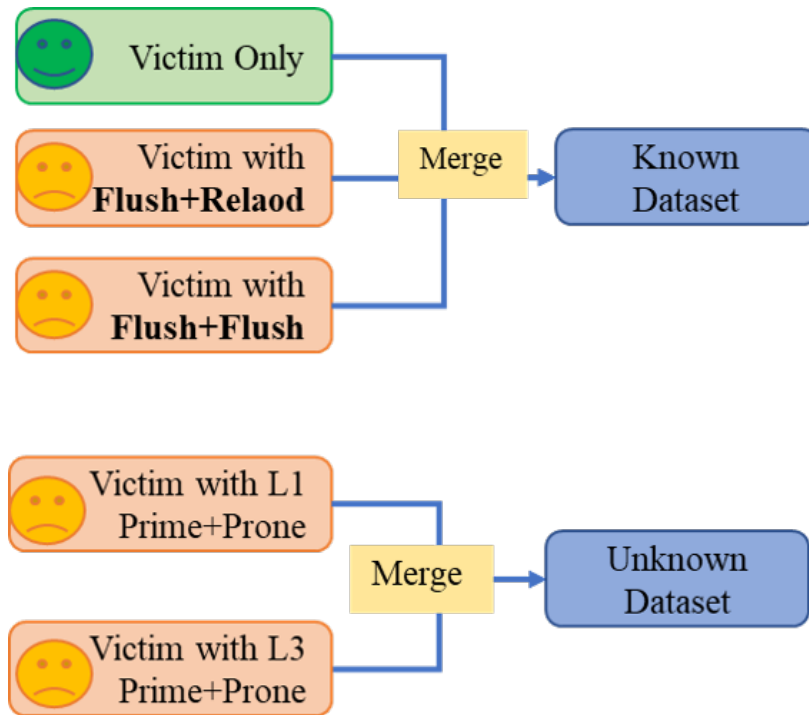 Victim Only
Victim with
Flush+Relaod
Merge
Known
Dataset
Victim with
Flush+Flush
Victim with L1
Prime+Prone
Merge
Unknown
Dataset
Victim with L3
Prime+Prone